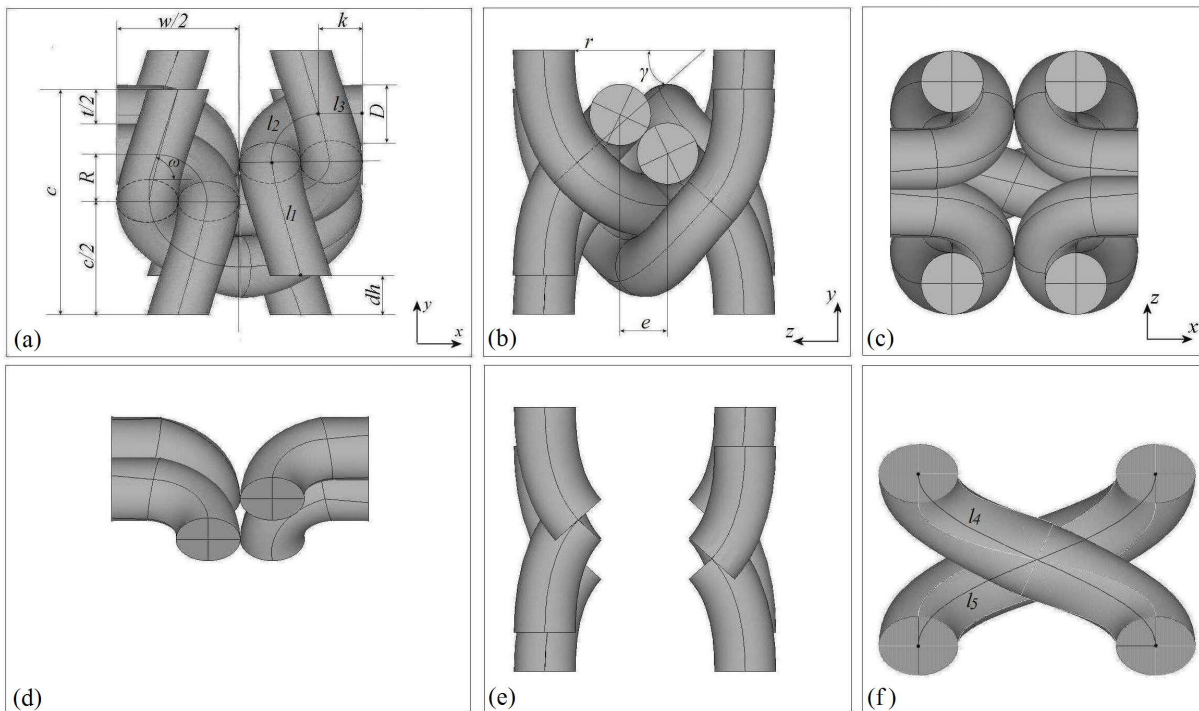 w/2
k
t/2
l3
D
l2
ω
R
c
l1
c/2
dh
y
x
(a)
r
γ
e
y
z
(b)
z
x
(c)
(d)
(e)
l4
l5
(f)